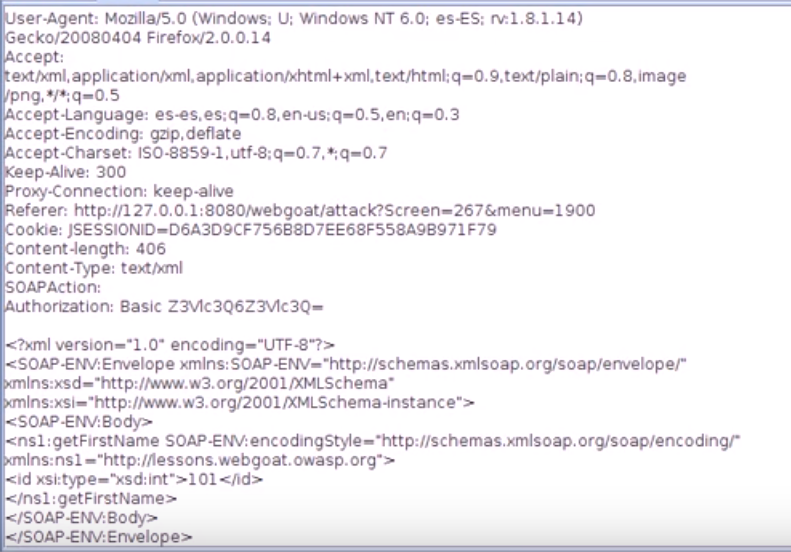 User-Agent: Mozilla/5.0 (Windows; U; Windows NT 6.0; es-ES; rv:1.8.1.14)
Gecko/20080404 Firefox/2.0.0.14
Accept:
text/xml,application/xml,application/xhtml+xml,text/html;q=0.9,text/plain;q=0.8,image
/png,*/*;q=0.5
Accept-Language: es-es,es;q=0.8,en-us;q=0.5,en;q=0.3
Accept-Encoding: gzip,deflate
Accept-Charset: ISO-8859-1,utf-8;q=0.7,*;q=0.7
Keep-Alive: 300
Proxy-Connection: keep-alive
Referer: http://127.0.0.1:8080/webgoat/attack?Screen=267&menu=1900
Cookie: JSESSIONID=D6A3D9CF756B8D7EE68F558A9B971F79
Content-length: 406
Content-Type: text/xml
SOAPAction:
Authorization: Basic Z3Vlc3Q6Z3Vlc3Q=
<?xml version="1.0" encoding="UTF-8"?>
<SOAP-ENV:Envelope xmlns:SOAP-ENV="http://schemas.xmlsoap.org/soap/envelope/"
xmlns:xsd="http://www.w3.org/2001/XMLSchema"
xmlns:xsi="http://www.w3.org/2001/XMLSchema-instance">
<SOAP-ENV:Body>
<ns1:getFirstName SOAP-ENV:encodingStyle="http://schemas.xmlsoap.org/soap/encoding/"
xmlns:ns1="http://lessons.webgoat.owasp.org">
<id xsi:type="xsd:int">101</id>
</ns1:getFirstName>
</SOAP-ENV:Body>
</SOAP-ENV:Envelope>